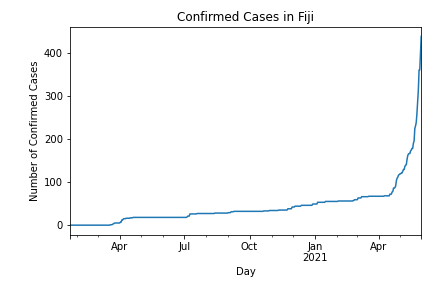 Confirmed Cases in Fiji
Number of Confirmed Cases
400
300
200
100
0
Apr
Jul
Oct
Jan
2021
Apr
Day